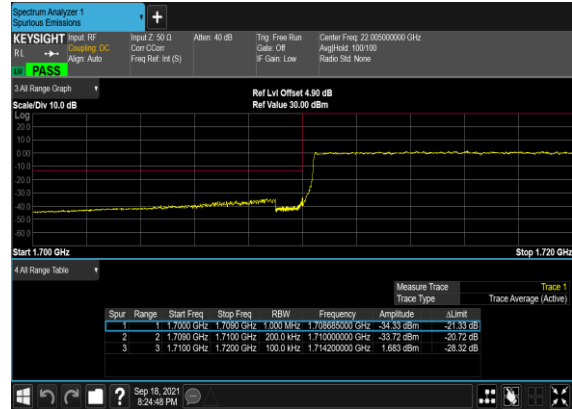 Spectrum Analyzer 1
Spurious Emissions
KEYSIGHT Input: RF Input Z: 50 Ω Atten: 40 dB Trig: Free Run Center Freq: 22.005000000 GHz
RL Coupling: DC Corr CCorr Gate: Off Avg|Hold: 100/100
Align: Auto Freq Ref: Int (S) IF Gain: Low Radio Std: None
PASS
3 All Range Graph Ref Lvl Offset 4.90 dB
Scale/Div 10.0 dB Ref Value 30.00 dBm
Log
20.0
10.0
0.00
-10.0
-20.0
-30.0
-40.0
-50.0
-60.0
Start 1.700 GHz Stop 1.720 GHz
4 All Range Table
Measure Trace Trace 1
Trace Type Trace Average (Active)
Spur Range Start Freq Stop Freq RBW Frequency Amplitude ΔLimit
1 1 1.7000 GHz 1.7090 GHz 1.000 MHz 1.708685000 GHz -34.33 dBm -21.33 dB
2 2 1.7090 GHz 1.7100 GHz 200.0 kHz 1.710000000 GHz -33.72 dBm -20.72 dB
3 3 1.7100 GHz 1.7200 GHz 100.0 kHz 1.714200000 GHz 1.683 dBm -28.32 dB
? Sep 18, 2021
8:24:48 PM